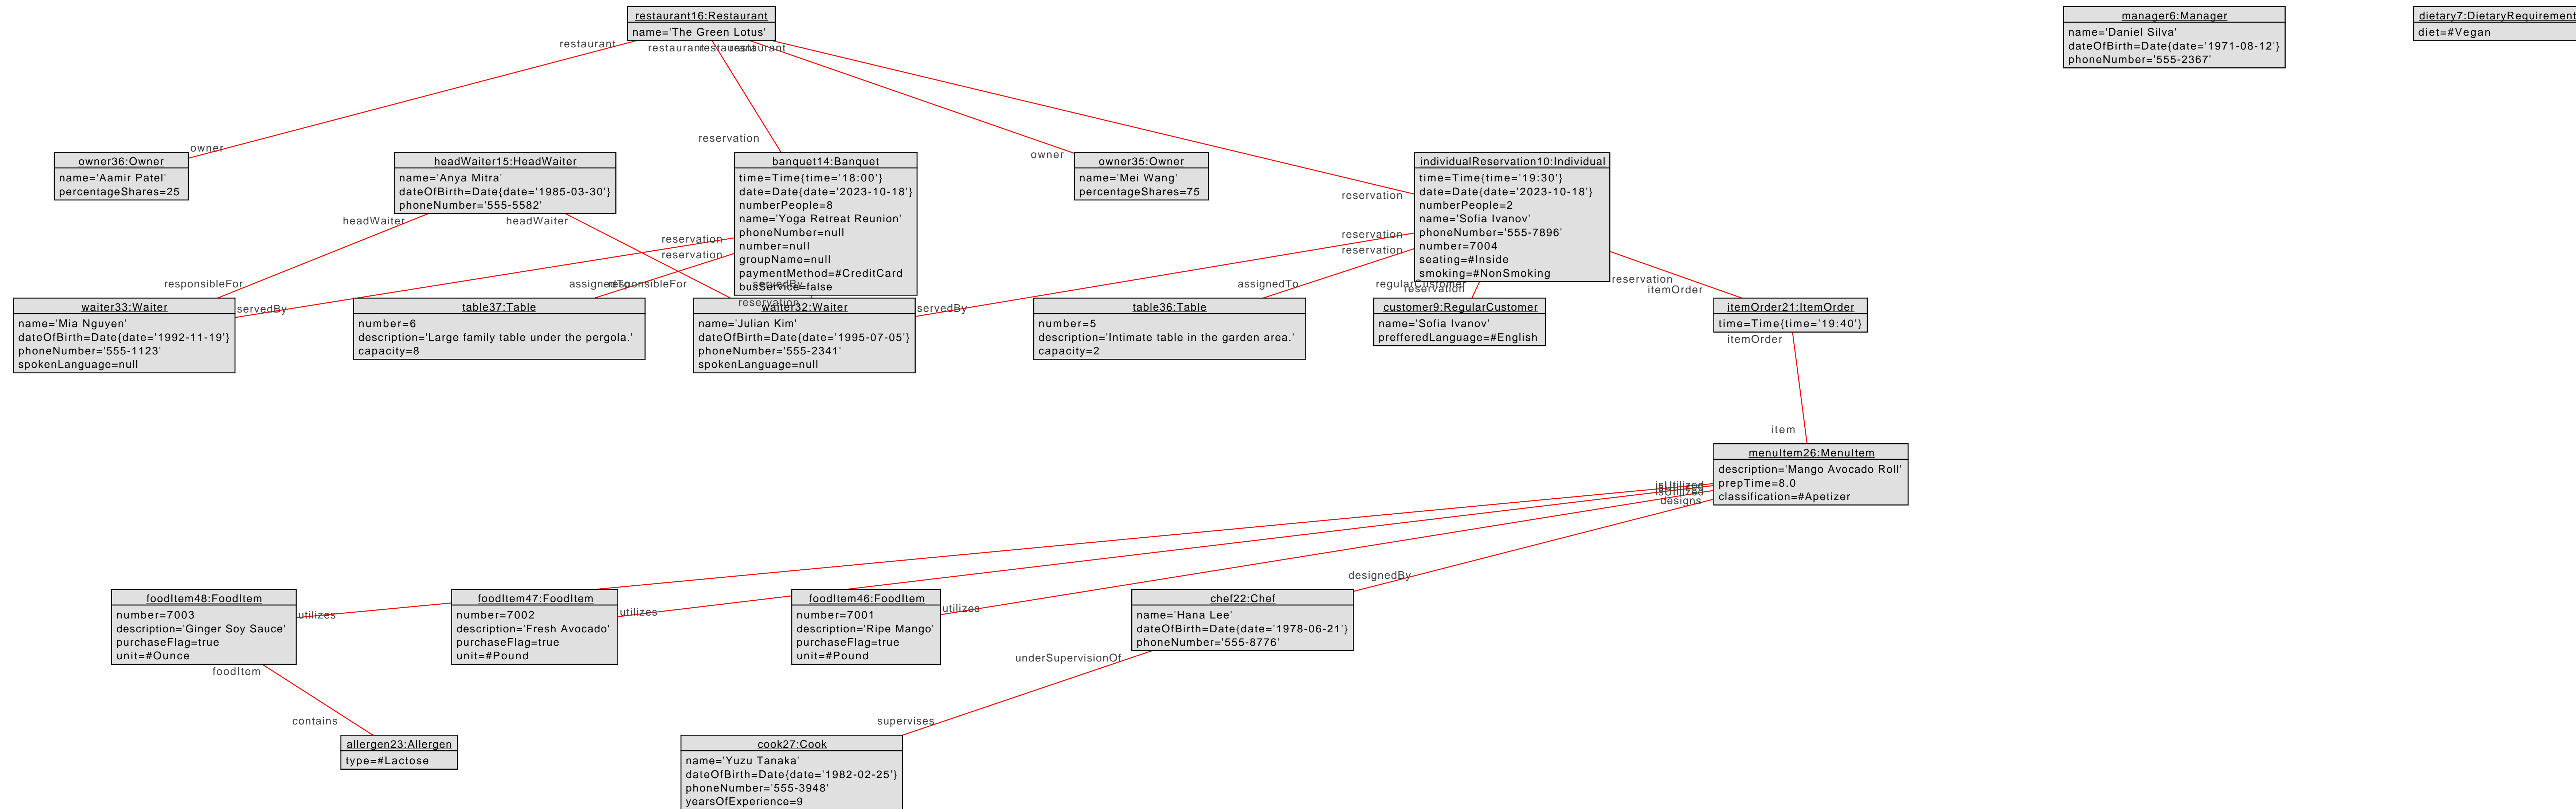 restaurant16:Restaurant
name='The Green Lotus'
manager6:Manager
name='Daniel Silva'
dateOfBirth=Date{date='1971-08-12'}
phoneNumber='555-2367'
dietary7:DietaryRequirement
diet=#Vegan
restaurant
restaurant
restaurant
restaurant
owner
reservation
owner
reservation
owner36:Owner
name='Aamir Patel'
percentageShares=25
headWaiter15:HeadWaiter
name='Anya Mitra'
dateOfBirth=Date{date='1985-03-30'}
phoneNumber='555-5582'
banquet14:Banquet
time=Time{time='18:00'}
date=Date{date='2023-10-18'}
numberPeople=8
name='Yoga Retreat Reunion'
phoneNumber=null
number=null
groupName=null
paymentMethod=#CreditCard
busService=false
owner35:Owner
name='Mei Wang'
percentageShares=75
individualReservation10:Individual
time=Time{time='19:30'}
date=Date{date='2023-10-18'}
numberPeople=2
name='Sofia Ivanov'
phoneNumber='555-7896'
number=7004
seating=#Inside
smoking=#NonSmoking
headWaiter
headWaiter
reservation
reservation
reservation
reservation
reservation
itemOrder
responsibleFor
assignedTo
responsibleFor
servedBy
reservation
assignedTo
regularCustomer
reservation
servedBy
servedBy
waiter33:Waiter
name='Mia Nguyen'
dateOfBirth=Date{date='1992-11-19'}
phoneNumber='555-1123'
spokenLanguage=null
table37:Table
number=6
description='Large family table under the pergola.'
capacity=8
waiter32:Waiter
name='Julian Kim'
dateOfBirth=Date{date='1995-07-05'}
phoneNumber='555-2341'
spokenLanguage=null
table36:Table
number=5
description='Intimate table in the garden area.'
capacity=2
customer9:RegularCustomer
name='Sofia Ivanov'
prefferedLanguage=#English
itemOrder21:ItemOrder
time=Time{time='19:40'}
itemOrder
item
menuItem26:MenuItem
description='Mango Avocado Roll'
prepTime=8.0
classification=#Apetizer
isUtilized
isUtilized
isUtilized
designs
utilizes
utilizes
utilizes
designedBy
foodItem48:FoodItem
number=7003
description='Ginger Soy Sauce'
purchaseFlag=true
unit=#Ounce
foodItem47:FoodItem
number=7002
description='Fresh Avocado'
purchaseFlag=true
unit=#Pound
foodItem46:FoodItem
number=7001
description='Ripe Mango'
purchaseFlag=true
unit=#Pound
chef22:Chef
name='Hana Lee'
dateOfBirth=Date{date='1978-06-21'}
phoneNumber='555-8776'
foodItem
contains
underSupervisionOf
supervises
allergen23:Allergen
type=#Lactose
cook27:Cook
name='Yuzu Tanaka'
dateOfBirth=Date{date='1982-02-25'}
phoneNumber='555-3948'
yearsOfExperience=9